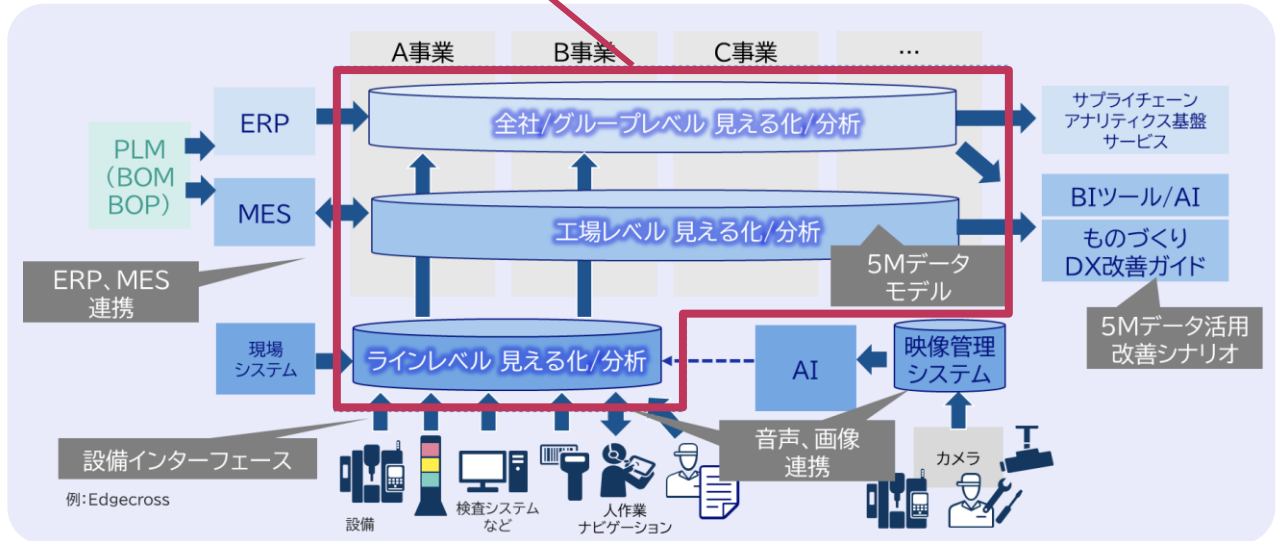 A事業
B事業
C事業
…
ERP
全社/グループレベル 見える化/分析
サプライチェーン
アナリティクス基盤
サービス
PLM
(BOM
BOP)
MES
工場レベル 見える化/分析
BIツール/AI
ものづくり
DX改善ガイド
ERP、MES
連携
5Mデータ
モデル
5Mデータ活用
改善シナリオ
現場
システム
ラインレベル 見える化/分析
AI
映像管理
システム
設備インターフェース
音声、画像
連携
カメラ
例:Edgecross
設備
検査システム
など
人作業
ナビゲーション